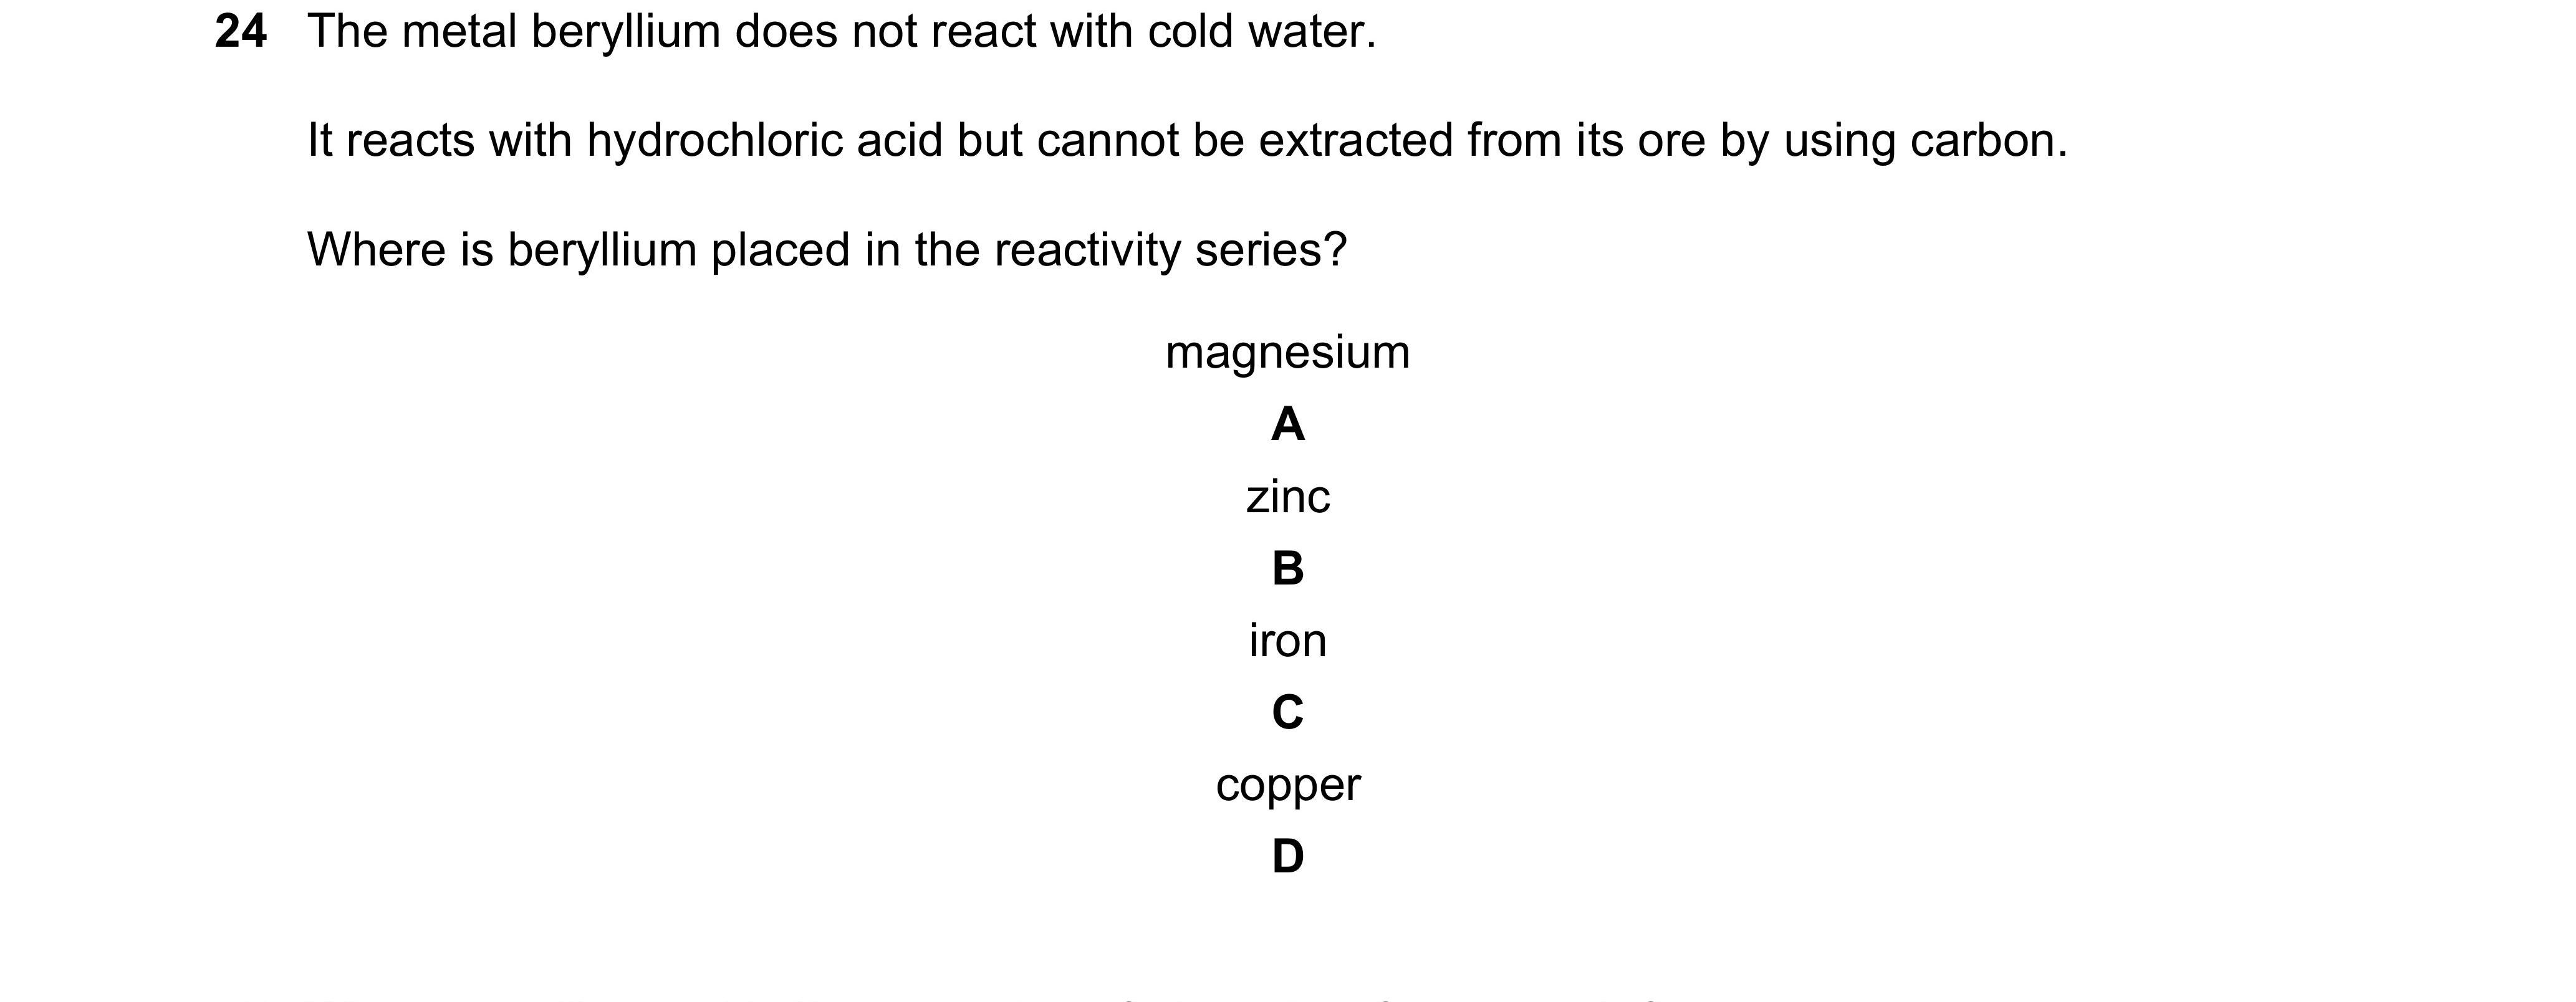 24 The metal beryllium does not react with cold water.
It reacts with hydrochloric acid but cannot be extracted from its ore by using carbon.
Where is beryllium placed in the reactivity series?
magnesium
A
zinc
B
iron
C
copper
D